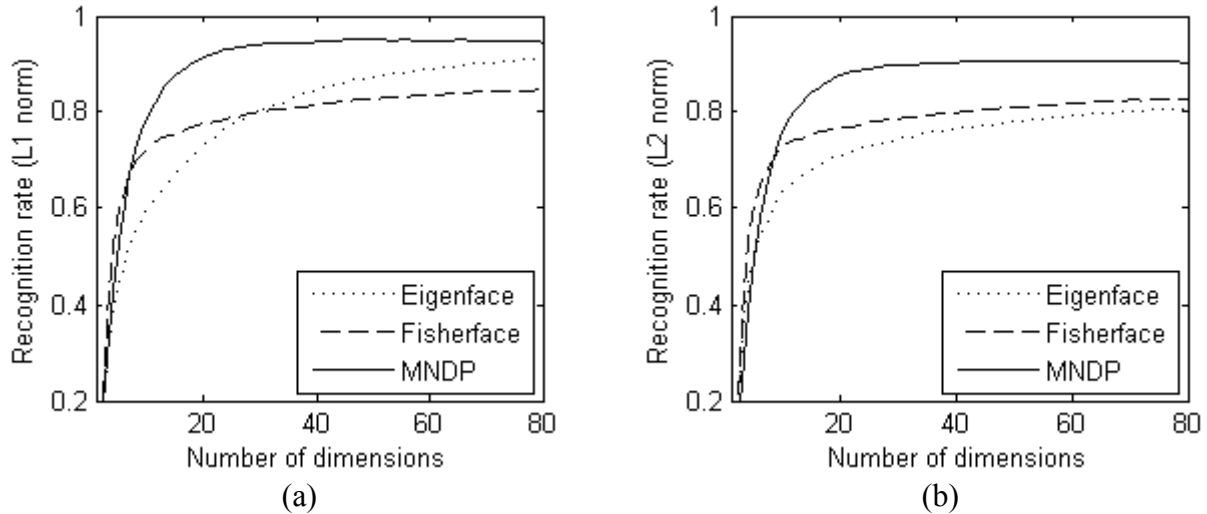 Recognition rate (L1 norm)
1
0.8
0.6
0.4
0.2
20 40 60 80
Number of dimensions
Eigenface
Fisherface
MNDP
(a)
Recognition rate (L2 norm)
1
0.8
0.6
0.4
0.2
20 40 60 80
Number of dimensions
Eigenface
Fisherface
MNDP
(b)